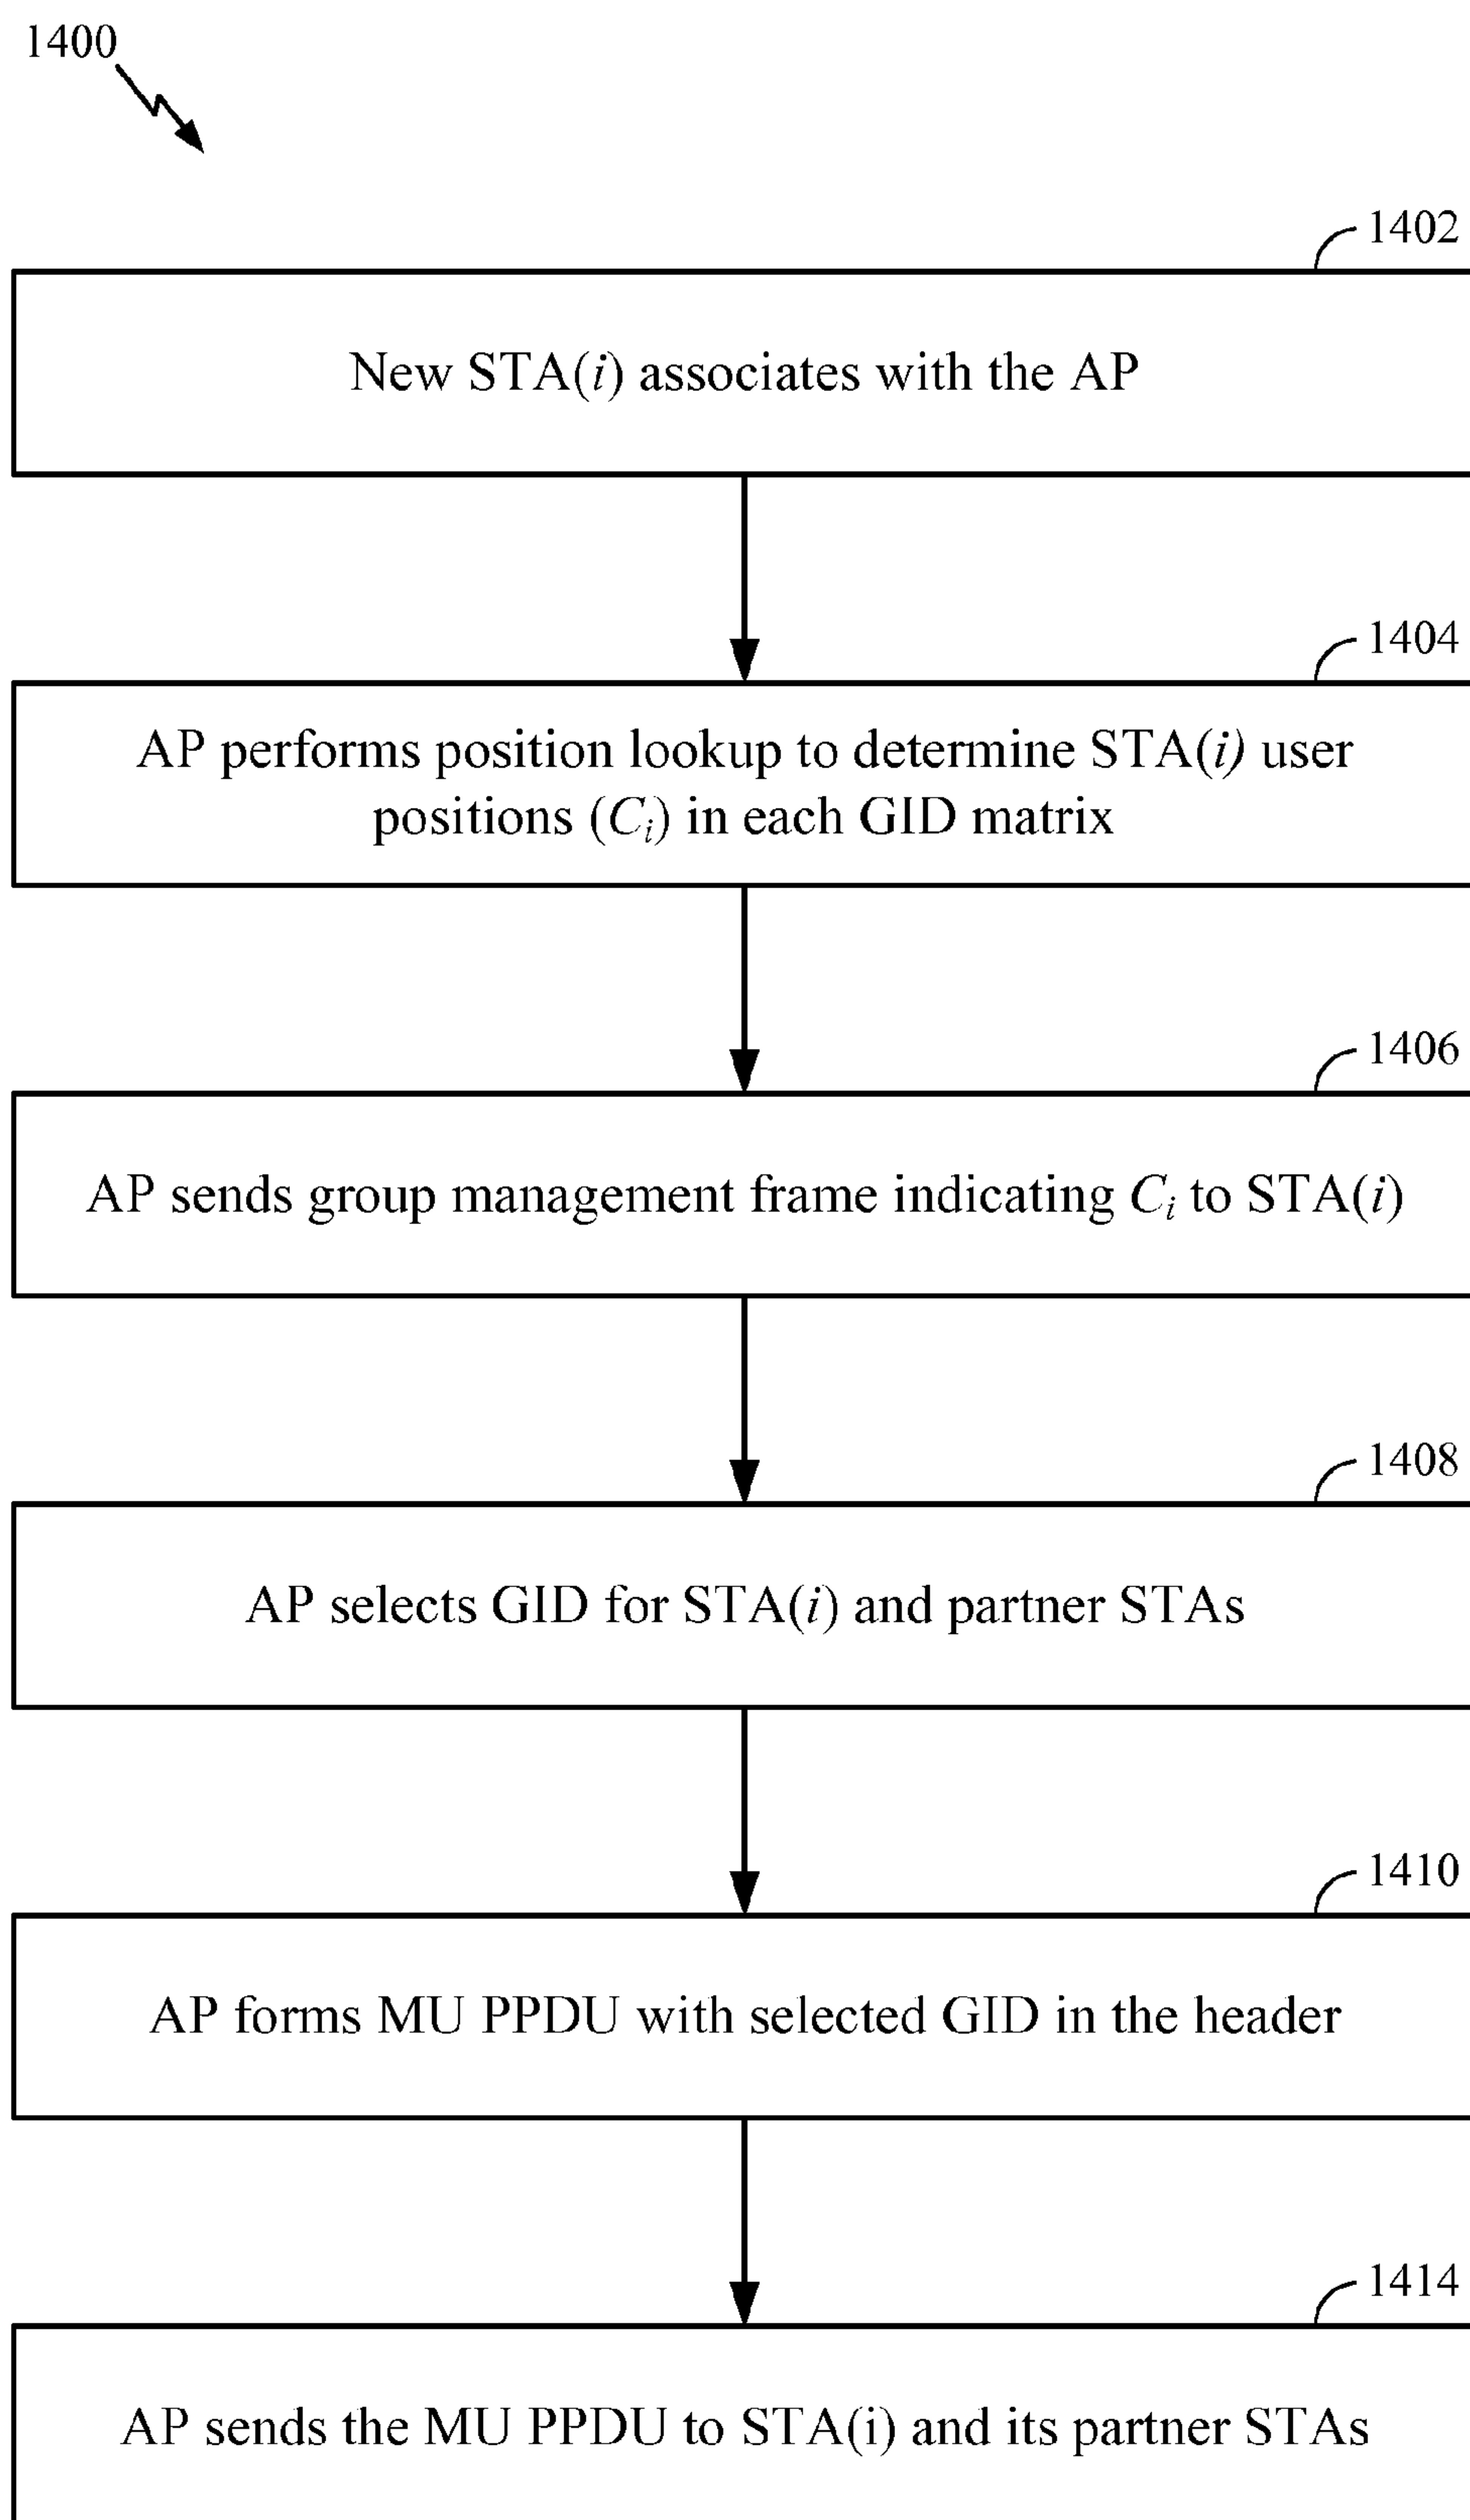 1400
1402
New STA(i) associates with the AP
1404
AP performs position lookup to determine STA(i) user
positions (Ci) in each GID matrix
1406
AP sends group management frame indicating Ci to STA(i)
1408
AP selects GID for STA(i) and partner STAs
1410
AP forms MU PPDU with selected GID in the header
1414
AP sends the MU PPDU to STA(i) and its partner STAs